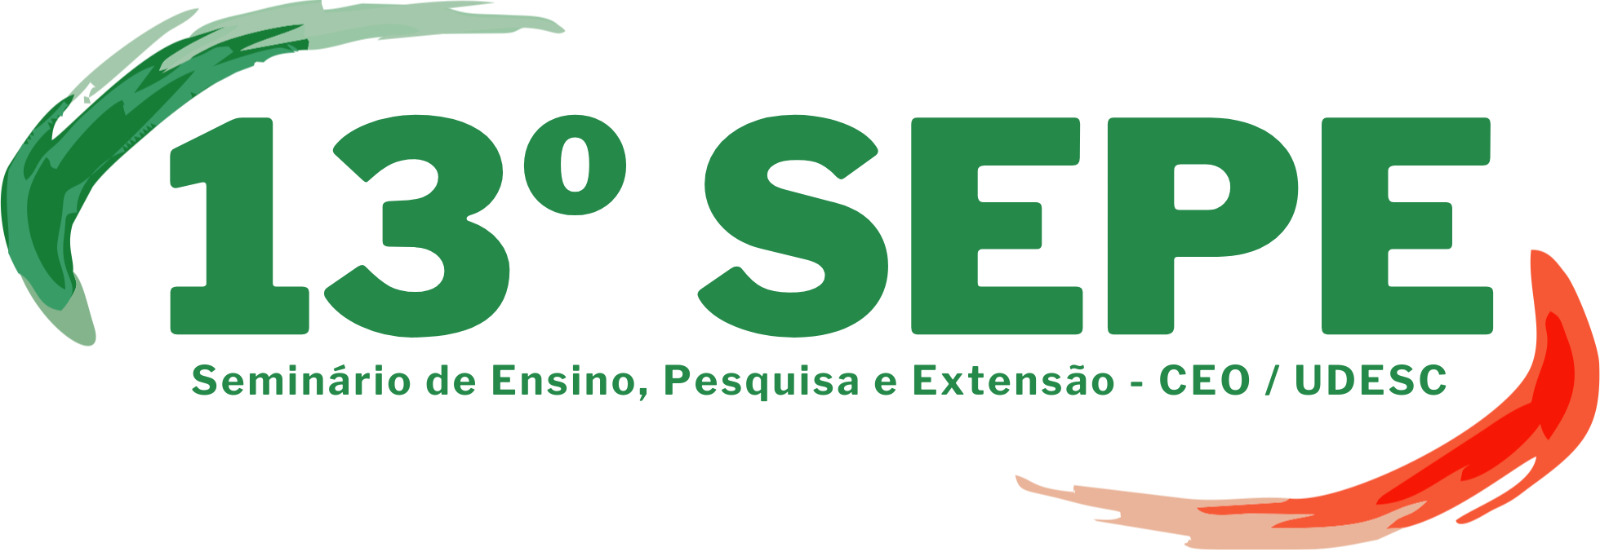 13º SEPE
Seminário de Ensino, Pesquisa e Extensão - CEO / UDESC